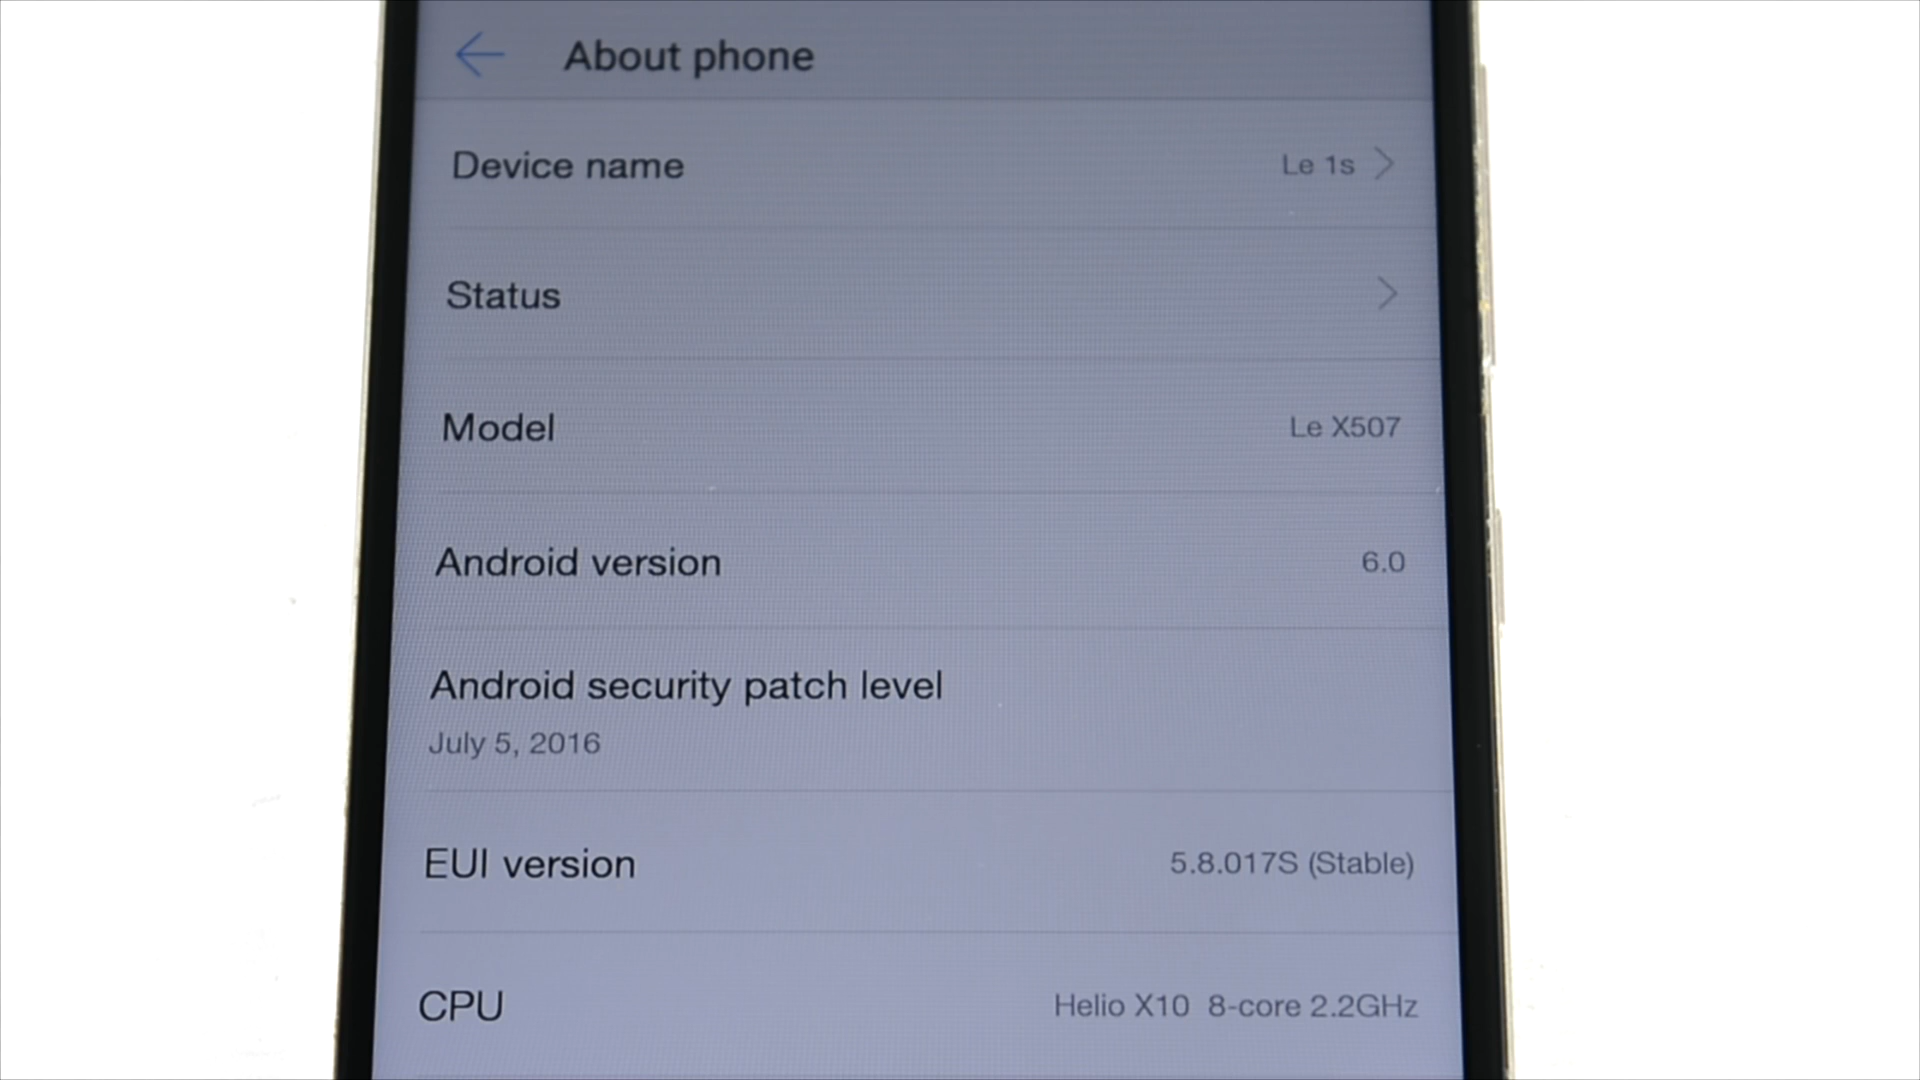 About phone
Device name Le 1s
Status
Model Le X507
Android version 6.0
Android security patch level
July 5, 2016
EUI version 5.8.017S (Stable)
CPU Helio X10 8-core 2.2GHz